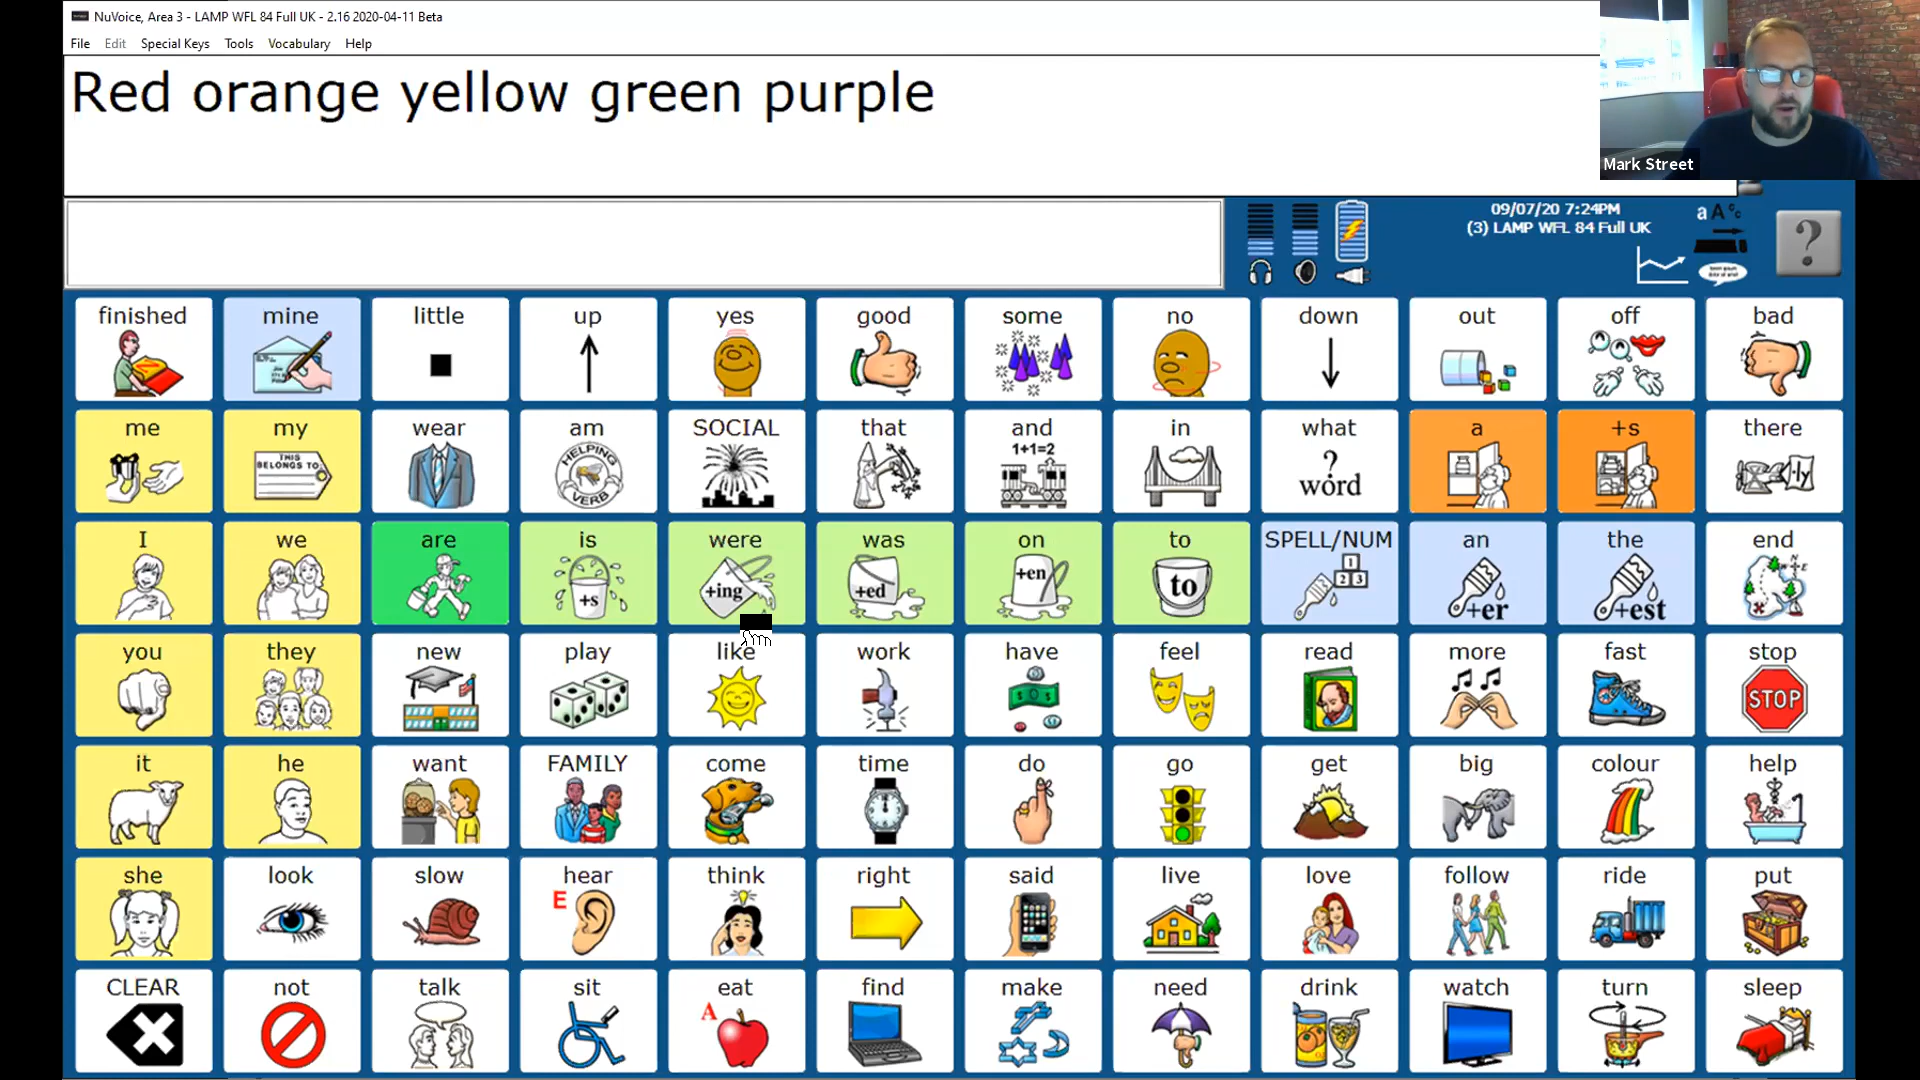 NuVoice, Area 3 - LAMP WFL 84 Full UK - 2.16 2020-04-11 Beta
File Edit Special Keys Tools Vocabulary Help
Red orange yellow green purple
Mark Street
09/07/20 7:24PM
(3) LAMP WFL 84 Full UK
a A
?
finished mine little up yes good some no down out off bad
me my wear am SOCIAL that and in what a +s there
THIS BELONGS TO HELPING VERB 1+1=2 ? word ly
I we are is were was on to SPELL/NUM an the end
+s +ing +ed +en to 1 2 3 +er +est N E
you they new play like work have feel read more fast stop
STOP
it he want FAMILY come time do go get big colour help
she look slow hear think right said live love follow ride put
E
CLEAR not talk sit eat find make need drink watch turn sleep
A